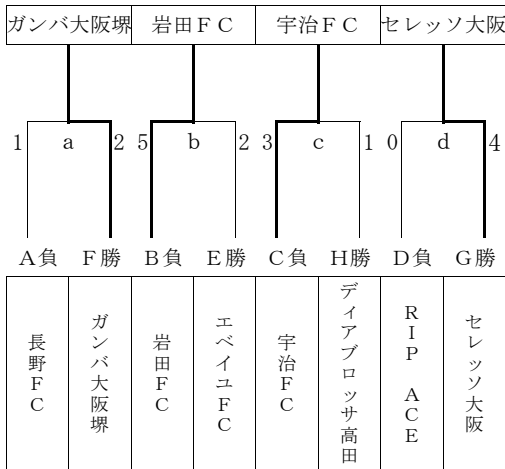 ガンバ大阪堺 岩田ＦＣ 宇治ＦＣ セレッソ大阪
1 a 2 5 b 2 3 c 1 0 d 4
A負 F勝 B負 E勝 C負 H勝 D負 G勝
長野FC
ガンバ大阪堺
岩田FC
エベイユFC
宇治FC
ディアブロッサ高田
RIP ACE
セレッソ大阪